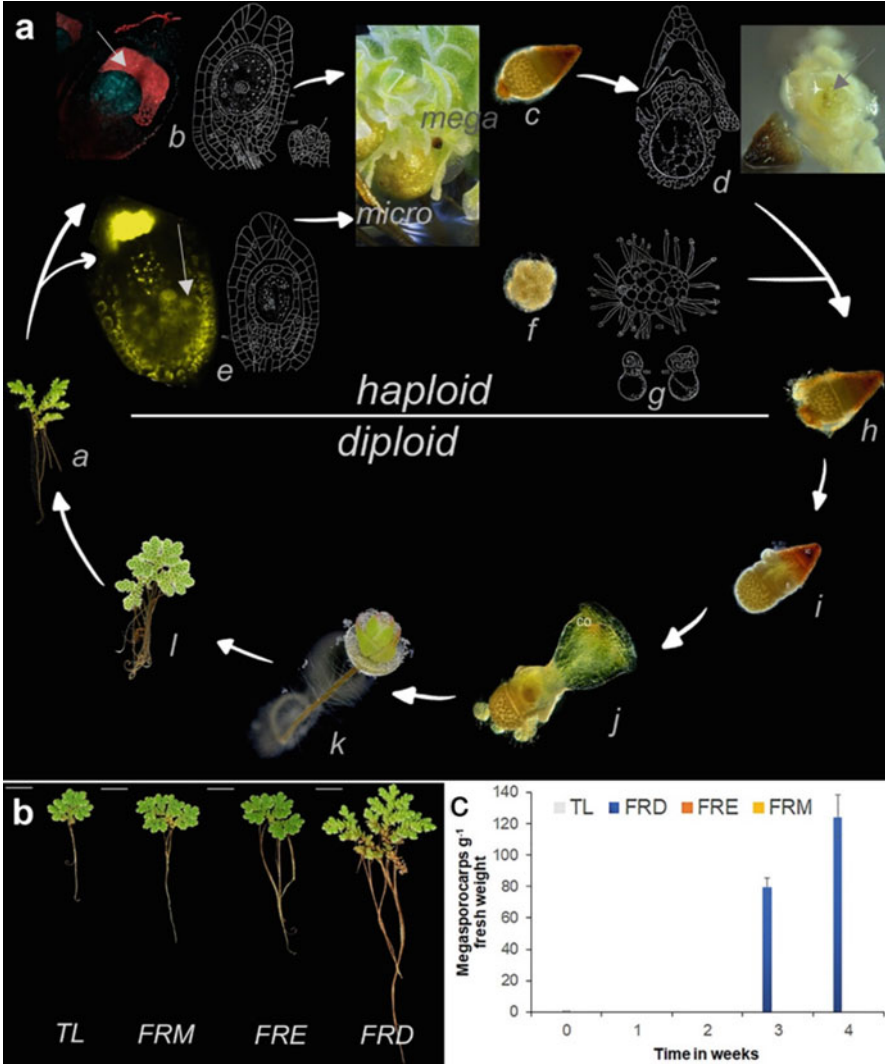 a
b
mega
micro
c
d
e
f
g
haploid
diploid
h
a
i
l
co
j
k
b
TL
FRM
FRE
FRD
C
TL FRD FRE FRM
Megasporocarps g-1
fresh weight
140
120
100
80
60
40
20
0
0 1 2 3 4
Time in weeks